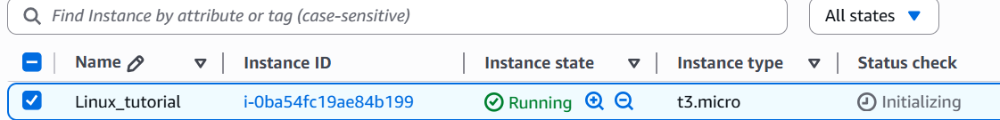 Find Instance by attribute or tag (case-sensitive)
All states
Name Instance ID Instance state Instance type Status check
Linux_tutorial i-0ba54fc19ae84b199 Running t3.micro Initializing